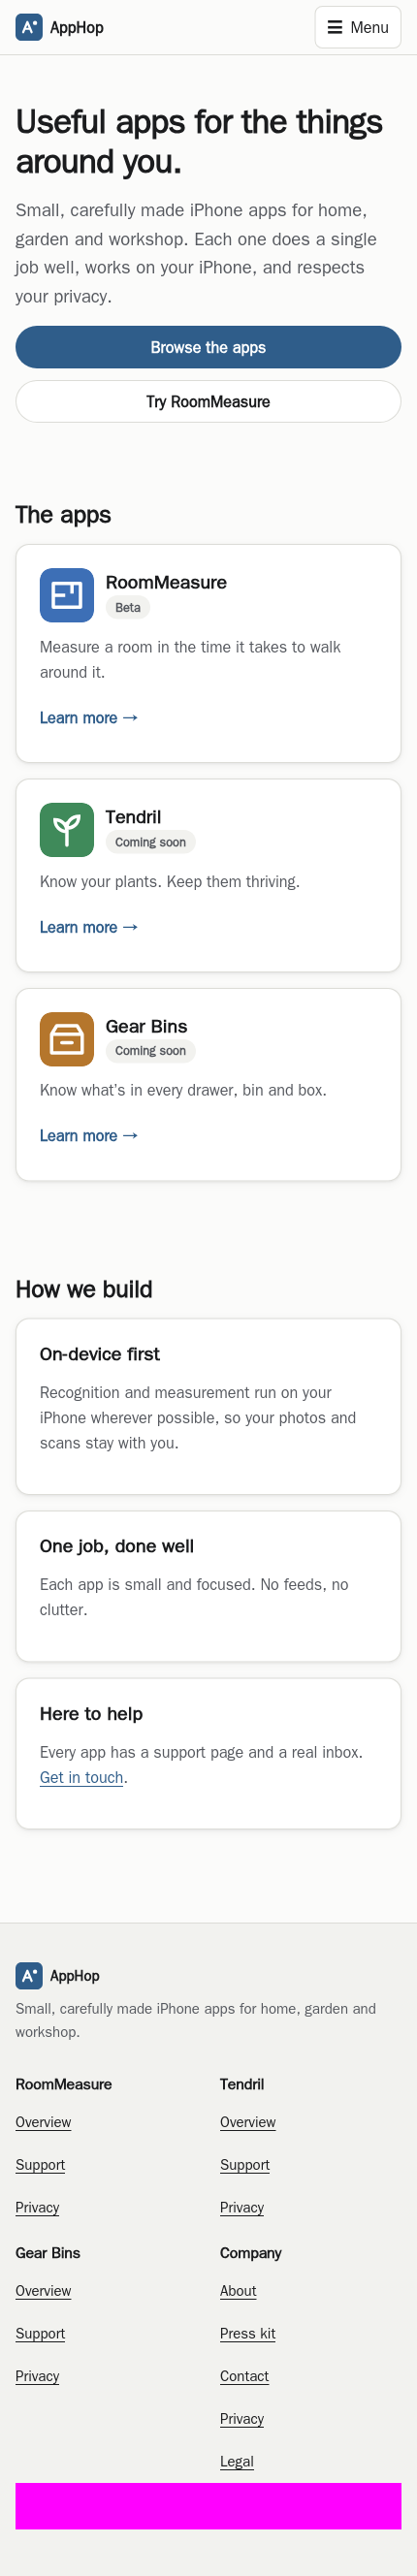 AppHop
Menu
Useful apps for the things
around you.
Small, carefully made iPhone apps for home,
garden and workshop. Each one does a single
job well, works on your iPhone, and respects
your privacy.
Browse the apps
Try RoomMeasure
The apps
RoomMeasure
Beta
Measure a room in the time it takes to walk
around it.
Learn more →
Tendril
Coming soon
Know your plants. Keep them thriving.
Learn more →
Gear Bins
Coming soon
Know what’s in every drawer, bin and box.
Learn more →
How we build
On-device first
Recognition and measurement run on your
iPhone wherever possible, so your photos and
scans stay with you.
One job, done well
Each app is small and focused. No feeds, no
clutter.
Here to help
Every app has a support page and a real inbox.
Get in touch.
AppHop
Small, carefully made iPhone apps for home, garden and
workshop.
RoomMeasure
Overview
Support
Privacy
Tendril
Overview
Support
Privacy
Gear Bins
Overview
Support
Privacy
Company
About
Press kit
Contact
Privacy
Legal